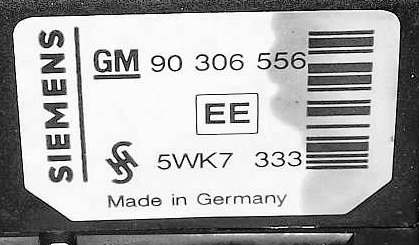 SIEMENS
GM 90 306 556
EE
5WK7 333
Made in Germany